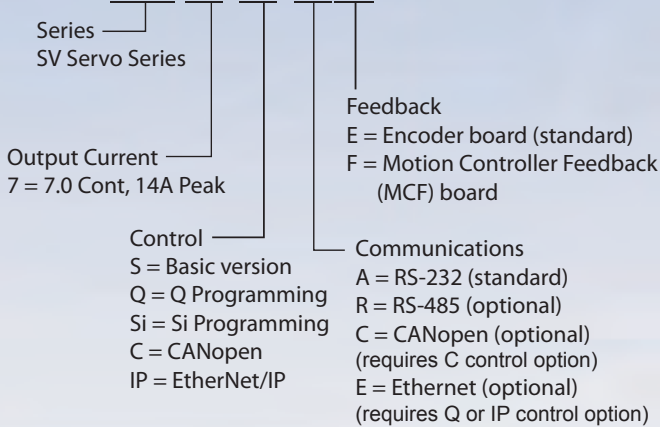 Series
SV Servo Series
Output Current
7 = 7.0 Cont, 14A Peak
Control
S = Basic version
Q = Q Programming
Si = Si Programming
C = CANopen
IP = EtherNet/IP
Feedback
E = Encoder board (standard)
F = Motion Controller Feedback
(MCF) board
Communications
A = RS-232 (standard)
R = RS-485 (optional)
C = CANopen (optional)
(requires C control option)
E = Ethernet (optional)
(requires Q or IP control option)